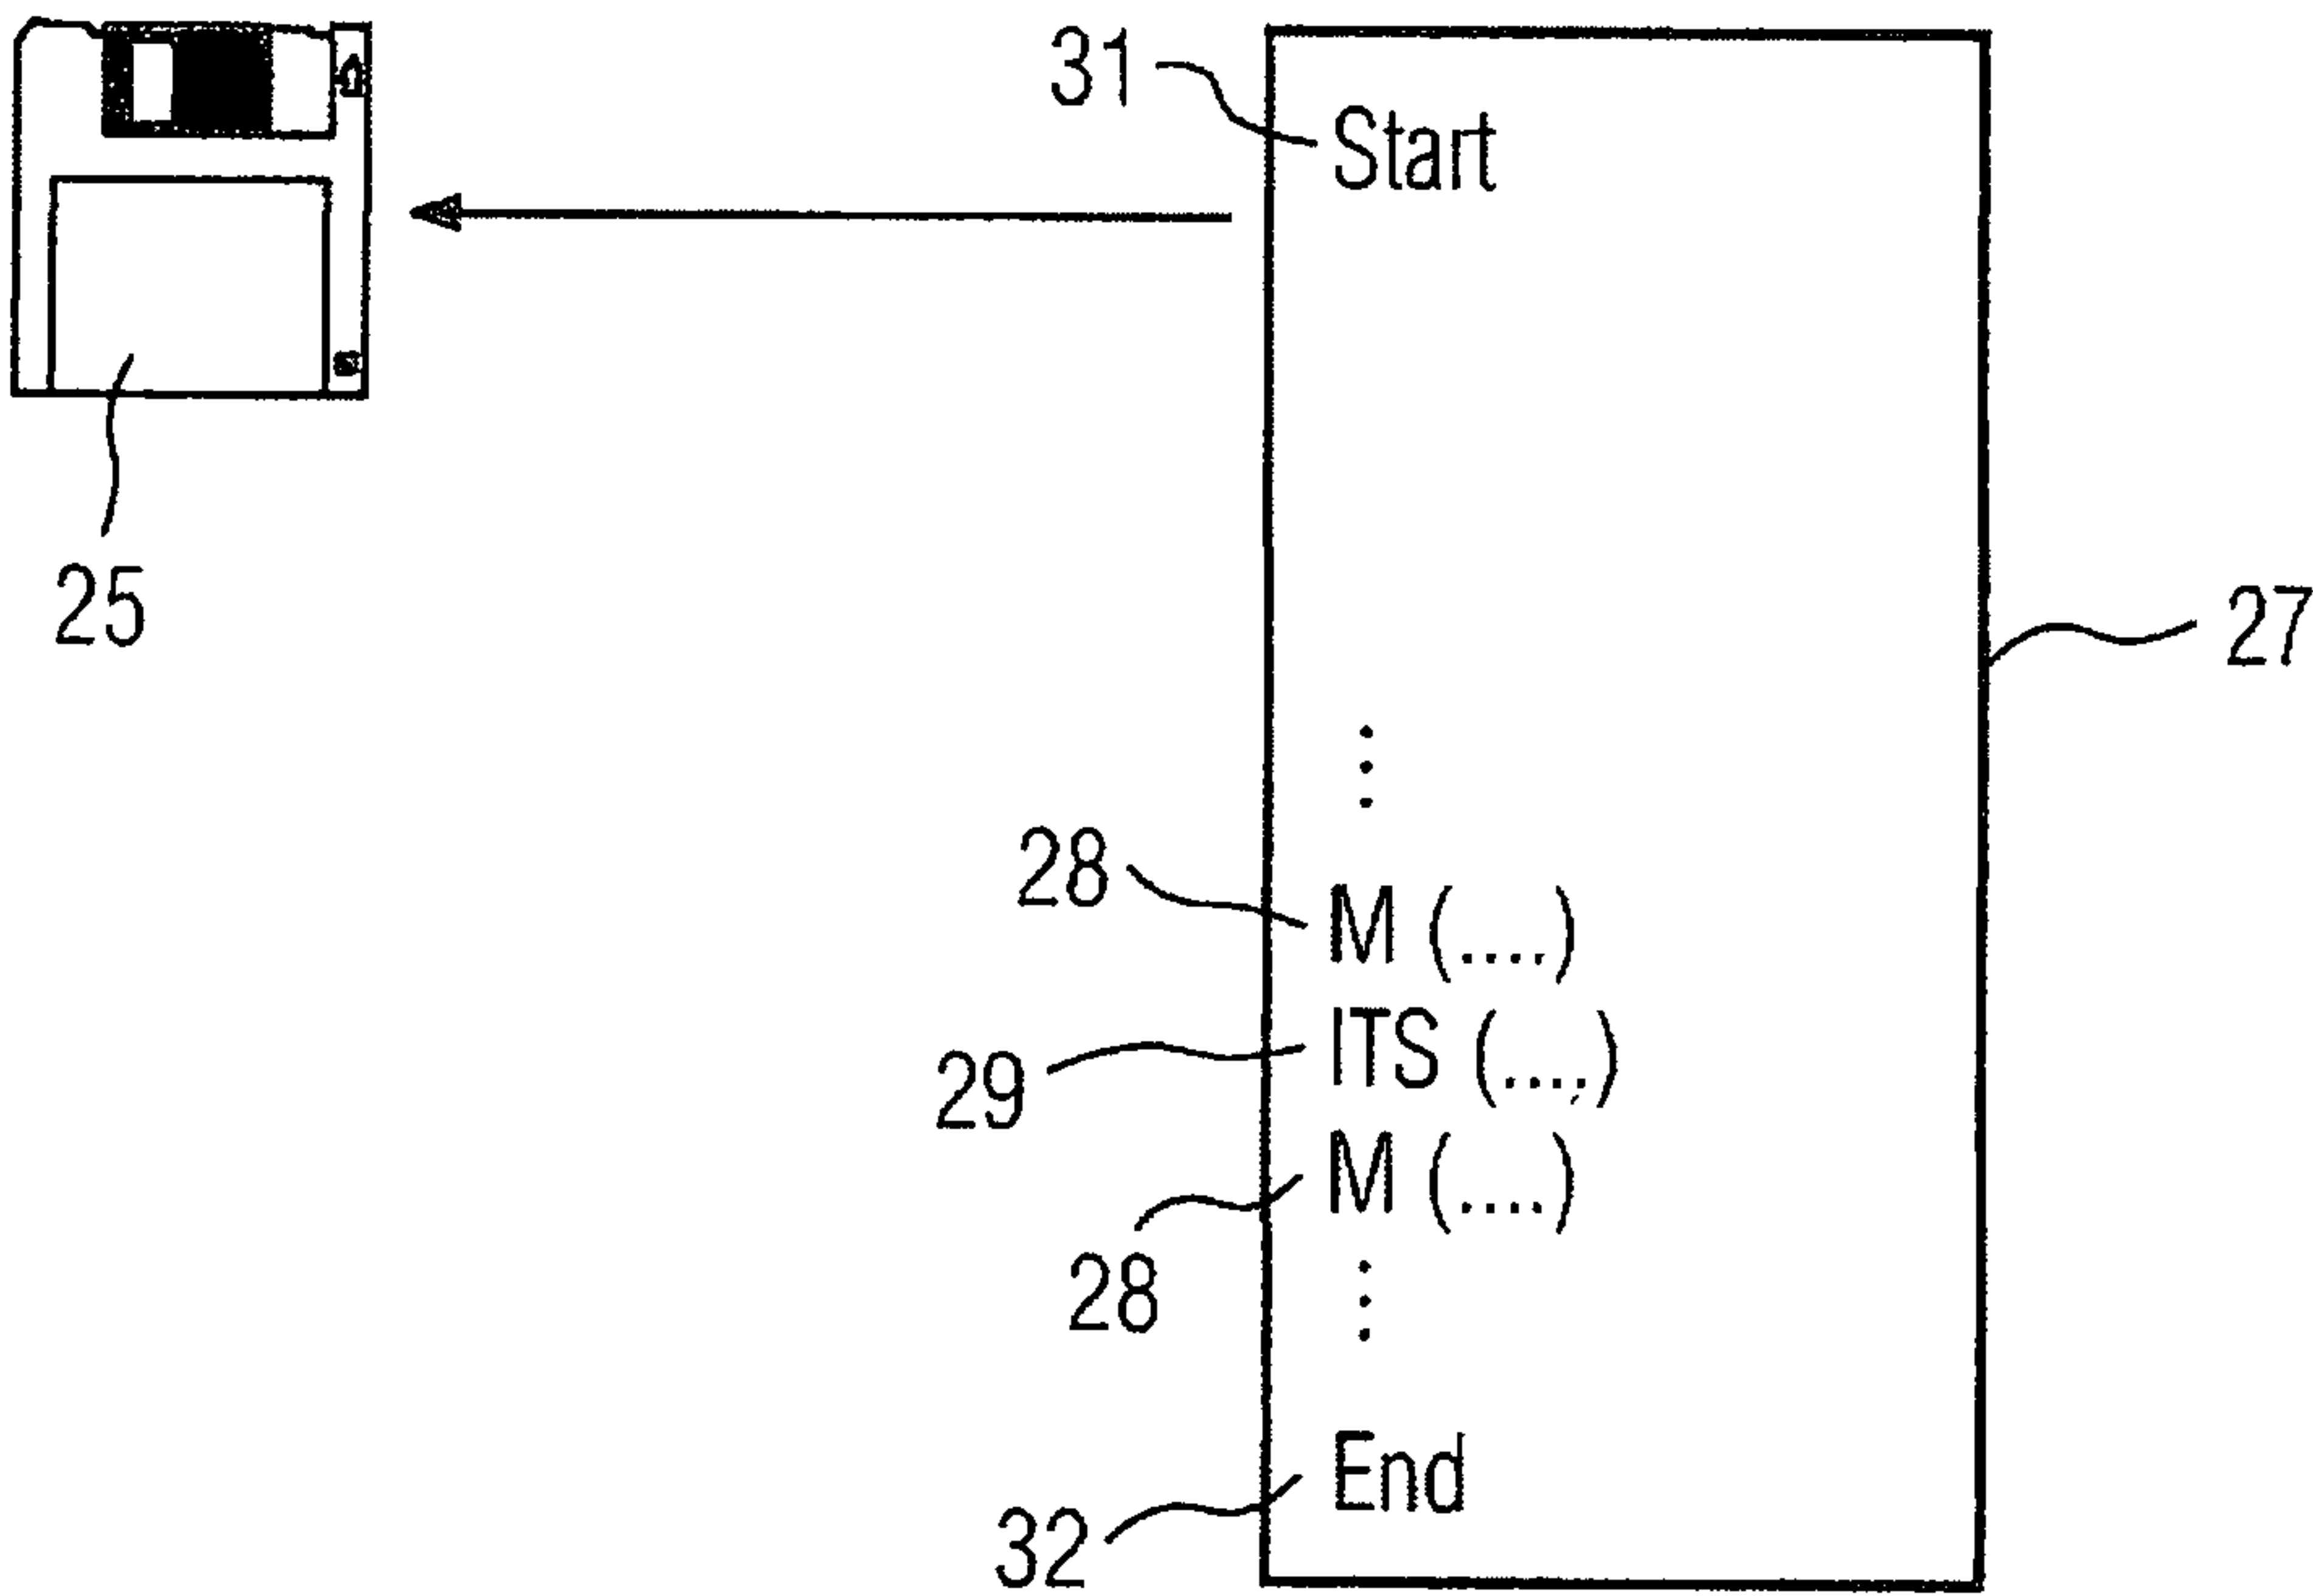 31
Start
25
27
28
M (....)
ITS (....,)
29
M (....)
28
End
32